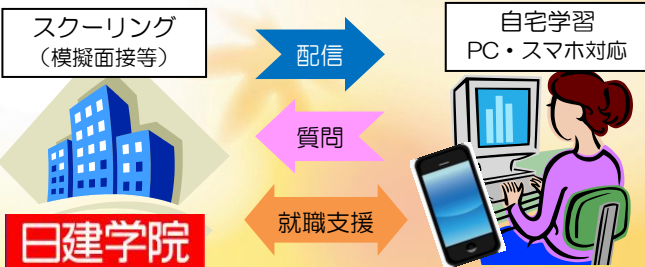 スクーリング
（模擬面接等）
配信
自宅学習
PC・スマホ対応
質問
就職支援
日建学院